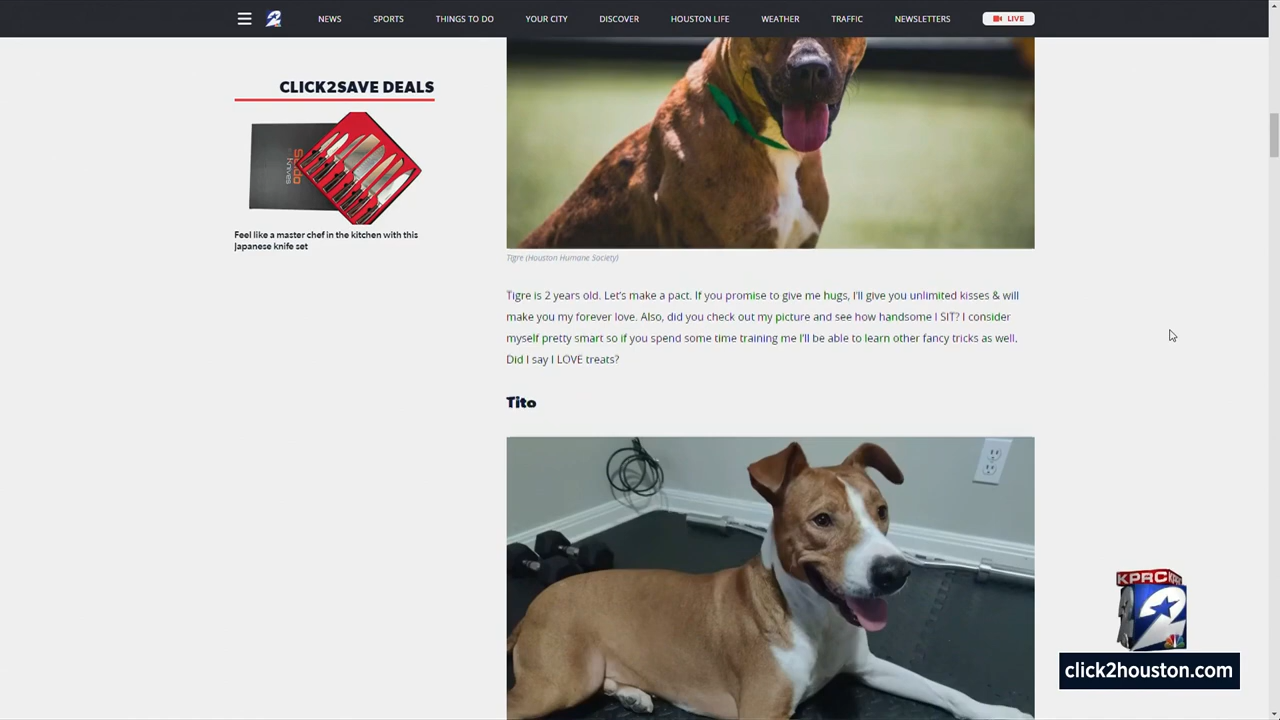 NEWS SPORTS THINGS TO DO YOUR CITY DISCOVER HOUSTON LIFE WEATHER TRAFFIC NEWSLETTERS LIVE
2
CLICK2SAVE DEALS
Feel like a master chef in the kitchen with this
Japanese knife set
Tigre (Houston Humane Society)
Tigre is 2 years old. Let's make a pact. If you promise to give me hugs, I'll give you unlimited kisses & will
make you my forever love. Also, did you check out my picture and see how handsome I SIT? I consider
myself pretty smart so if you spend some time training me I'll be able to learn other fancy tricks as well.
Did I say I LOVE treats?
Tito
KPRC
2
click2houston.com